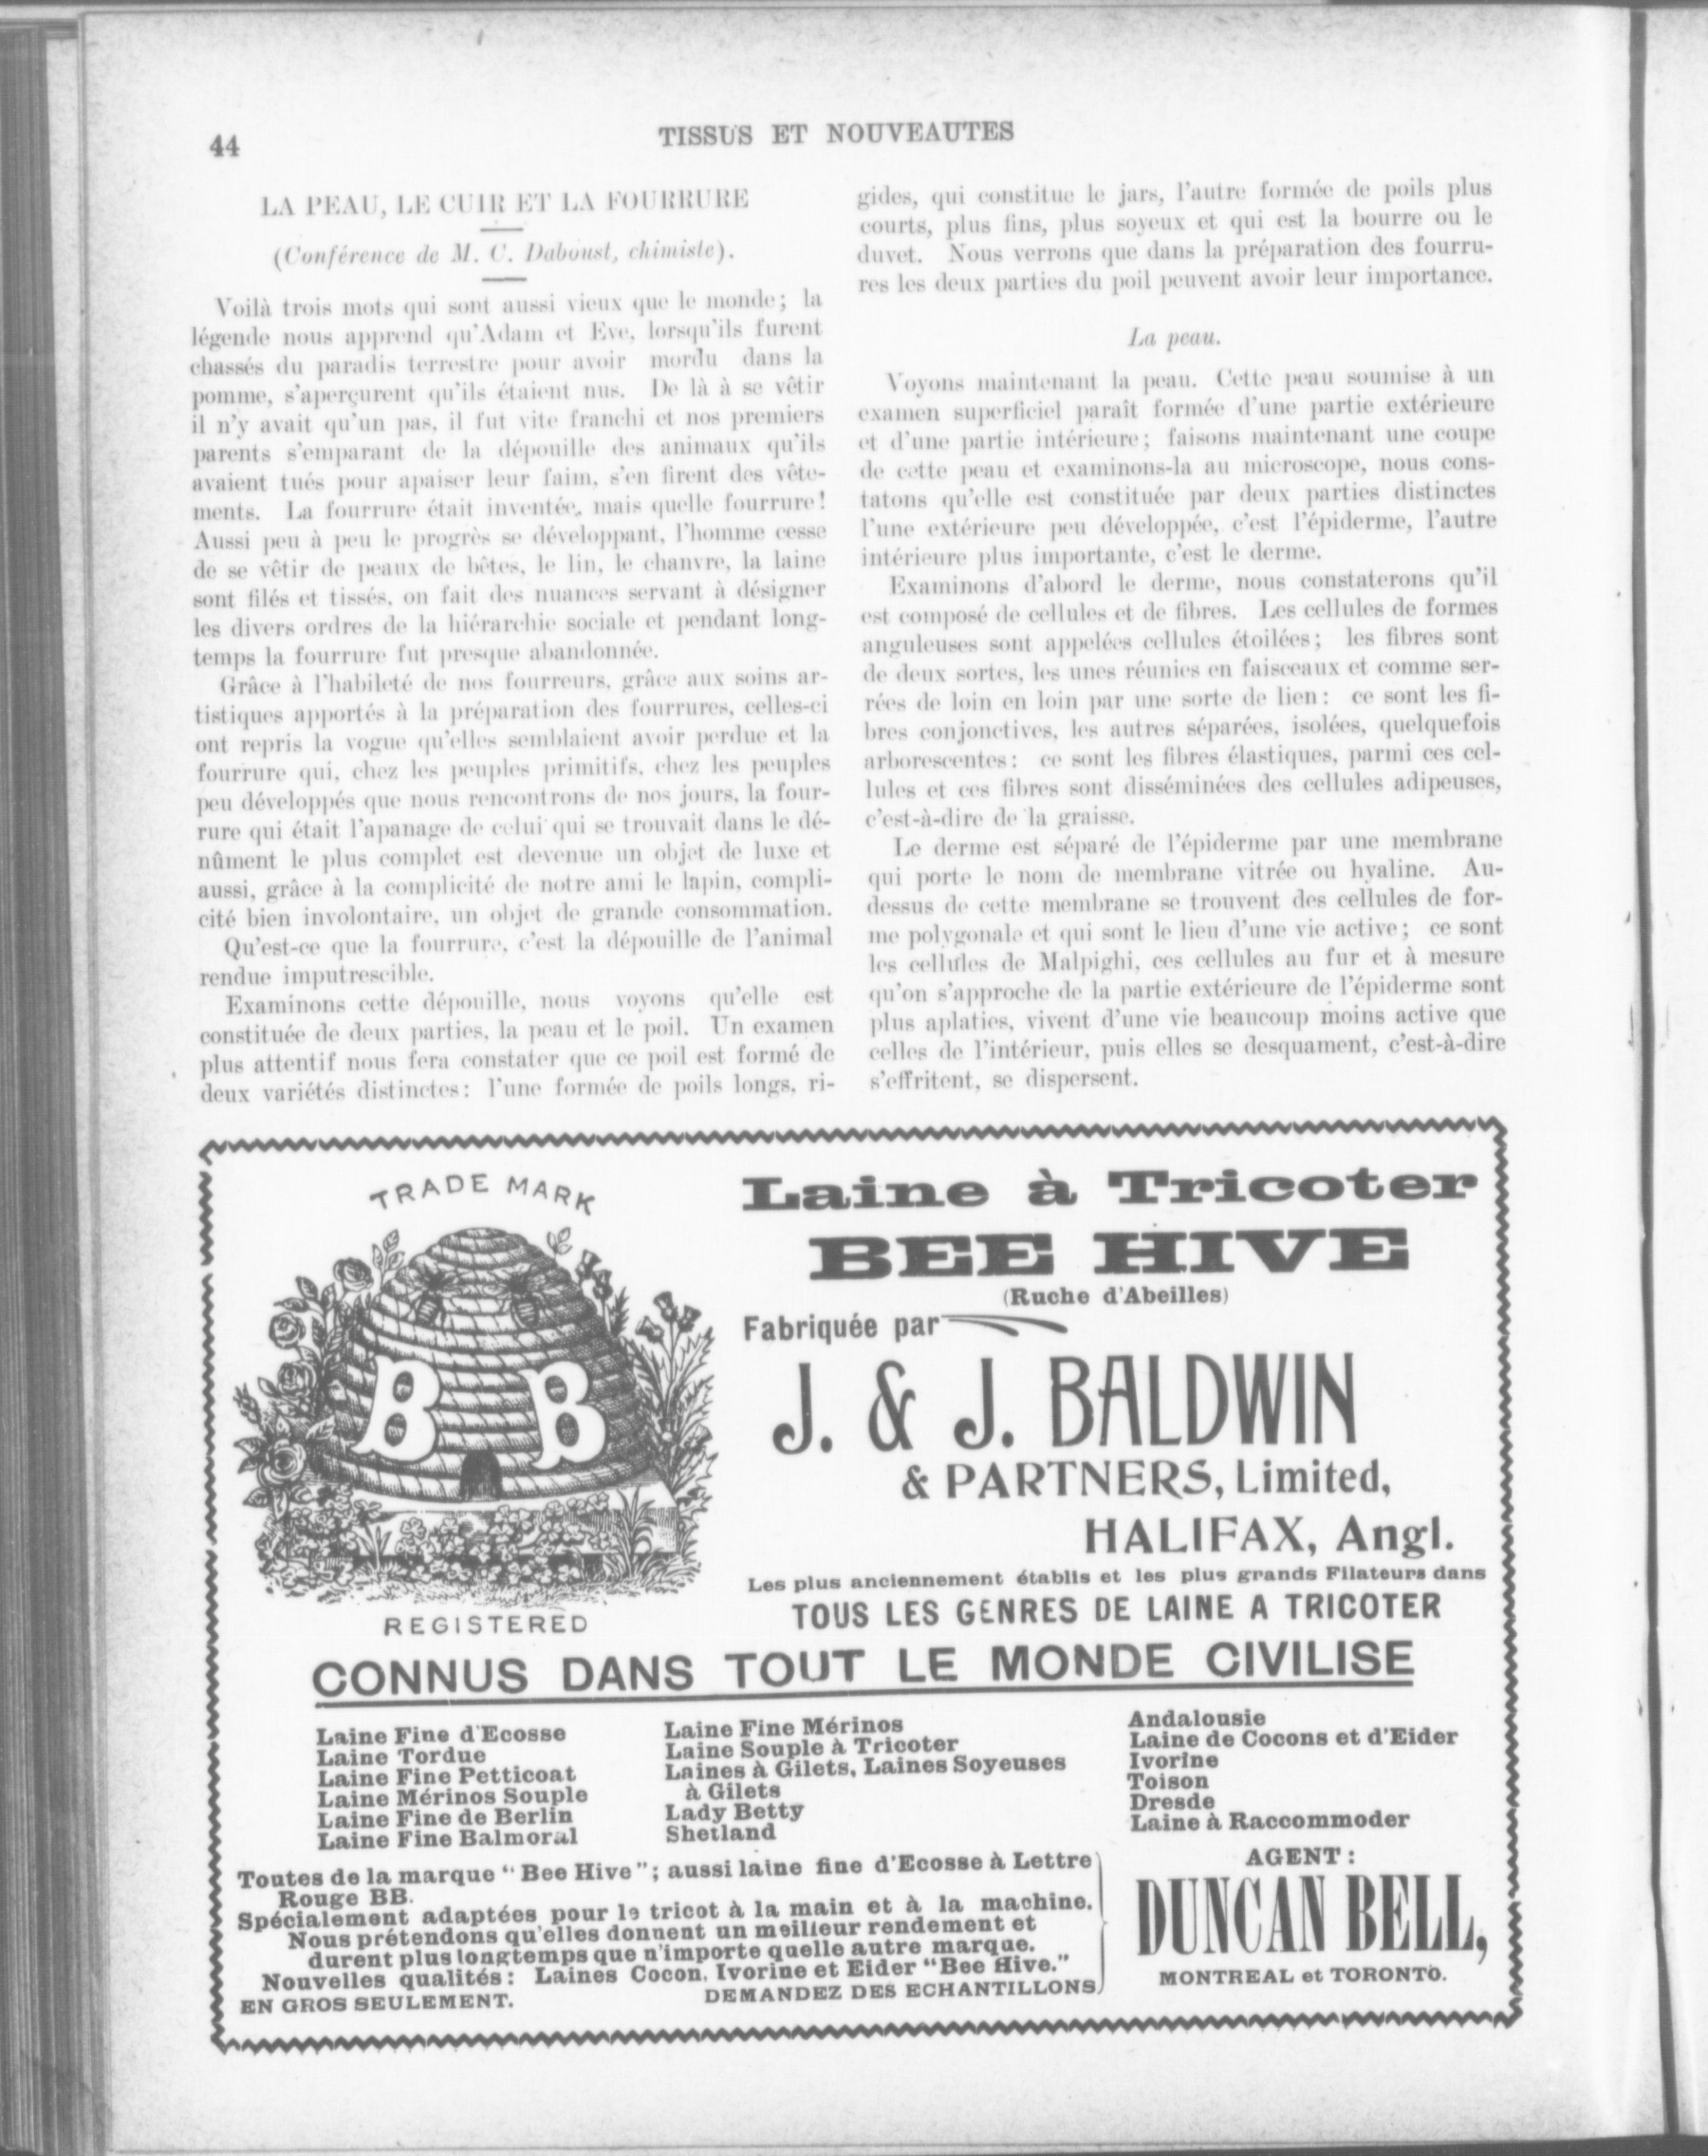 44
TISSUS ET NOUVEAUTES
LA PEAU, LE CUIR ET LA FOURRURE
(Conférence de M. C. Daboust, chimiste).
Voilà trois mots qui sont aussi vieux que le monde; la
légende nous apprend qu'Adam et Eve, lorsqu'ils furent
chassés du paradis terrestre pour avoir mordu dans la
pomme, s'aperçurent qu'ils étaient nus. De là à se vêtir
il n'y avait qu'un pas, il fut vite franchi et nos premiers
parents s'emparant de la dépouille des animaux qu'ils
avaient tués pour apaiser leur faim, s'en firent des vête-
ments. La fourrure était inventée, mais quelle fourrure!
Aussi peu à peu le progrès se développant, l'homme cesse
de se vêtir de peaux de bêtes, le lin, le chanvre, la laine
sont filés et tissés, on fait des nuances servant à désigner
les divers ordres de la hiérarchie sociale et pendant long-
temps la fourrure fut presque abandonnée.
Grâce à l'habileté de nos fourreurs, grâce aux soins ar-
tistiques apportés à la préparation des fourrures, celles-ci
ont repris la vogue qu'elles semblaient avoir perdue et la
fourrure qui, chez les peuples primitifs, chez les peuples
peu développés que nous rencontrons de nos jours, la four-
rure qui était l'apanage de celui qui se trouvait dans le dé-
nûment le plus complet est devenue un objet de luxe et
aussi, grâce à la complicité de notre ami le lapin, compli-
cité bien involontaire, un objet de grande consommation.
Qu'est-ce que la fourrure, c'est la dépouille de l'animal
rendue imputrescible.
Examinons cette dépouille, nous voyons qu'elle est
constituée de deux parties, la peau et le poil. Un examen
plus attentif nous fera constater que ce poil est formé de
deux variétés distinctes: l'une formée de poils longs, ri-
gides, qui constitue le jars, l'autre formée de poils plus
courts, plus fins, plus soyeux et qui est la bourre ou le
duvet. Nous verrons que dans la préparation des fourru-
res les deux parties du poil peuvent avoir leur importance.
La peau.
Voyons maintenant la peau. Cette peau soumise à un
examen superficiel paraît formée d'une partie extérieure
et d'une partie intérieure; faisons maintenant une coupe
de cette peau et examinons-la au microscope, nous cons-
tatons qu'elle est constituée par deux parties distinctes
l'une extérieure peu développée, c'est l'épiderme, l'autre
intérieure plus importante, c'est le derme.
Examinons d'abord le derme, nous constaterons qu'il
est composé de cellules et de fibres. Les cellules de formes
anguleuses sont appelées cellules étoilées; les fibres sont
de deux sortes, les unes réunies en faisceaux et comme ser-
rées de loin en loin par une sorte de lien: ce sont les fi-
bres conjonctives, les autres séparées, isolées, quelquefois
arborescentes: ce sont les fibres élastiques, parmi ces cel-
lules et ces fibres sont disséminées des cellules adipeuses,
c'est-à-dire de la graisse.
Le derme est séparé de l'épiderme par une membrane
qui porte le nom de membrane vitrée ou hyaline. Au-
dessus de cette membrane se trouvent des cellules de for-
me polygonale et qui sont le lieu d'une vie active; ce sont
les cellules de Malpighi, ces cellules au fur et à mesure
qu'on s'approche de la partie extérieure de l'épiderme sont
plus aplaties, vivent d'une vie beaucoup moins active que
celles de l'intérieur, puis elles se desquament, c'est-à-dire
s'effritent, se dispersent.
TRADE MARK
B B
REGISTERED
Laine à Tricoter
BEE HIVE
(Ruche d'Abeilles)
Fabriquée par
J. & J. BALDWIN
& PARTNERS, Limited,
HALIFAX, Angl.
Les plus anciennement établis et les plus grands Filateurs dans
TOUS LES GENRES DE LAINE A TRICOTER
CONNUS DANS TOUT LE MONDE CIVILISE
Laine Fine d'Ecosse
Laine Tordue
Laine Fine Petticoat
Laine Mérinos Souple
Laine Fine de Berlin
Laine Fine Balmoral
Laine Fine Mérinos
Laine Souple à Tricoter
Laines à Gilets, Laines Soyeuses
à Gilets
Lady Betty
Shetland
Andalousie
Laine de Cocons et d'Eider
Ivorine
Toison
Dresde
Laine à Raccommoder
Toutes de la marque "Bee Hive"; aussi laine fine d'Ecosse à Lettre
Rouge BB.
Spécialement adaptées pour le tricot à la main et à la machine.
Nous prétendons qu'elles donnent un meilleur rendement et
durent plus longtemps que n'importe quelle autre marque.
Nouvelles qualités: Laines Cocon, Ivorine et Eider "Bee Hive."
EN GROS SEULEMENT. DEMANDEZ DES ECHANTILLONS
AGENT:
DUNCAN BELL,
MONTREAL et TORONTO.